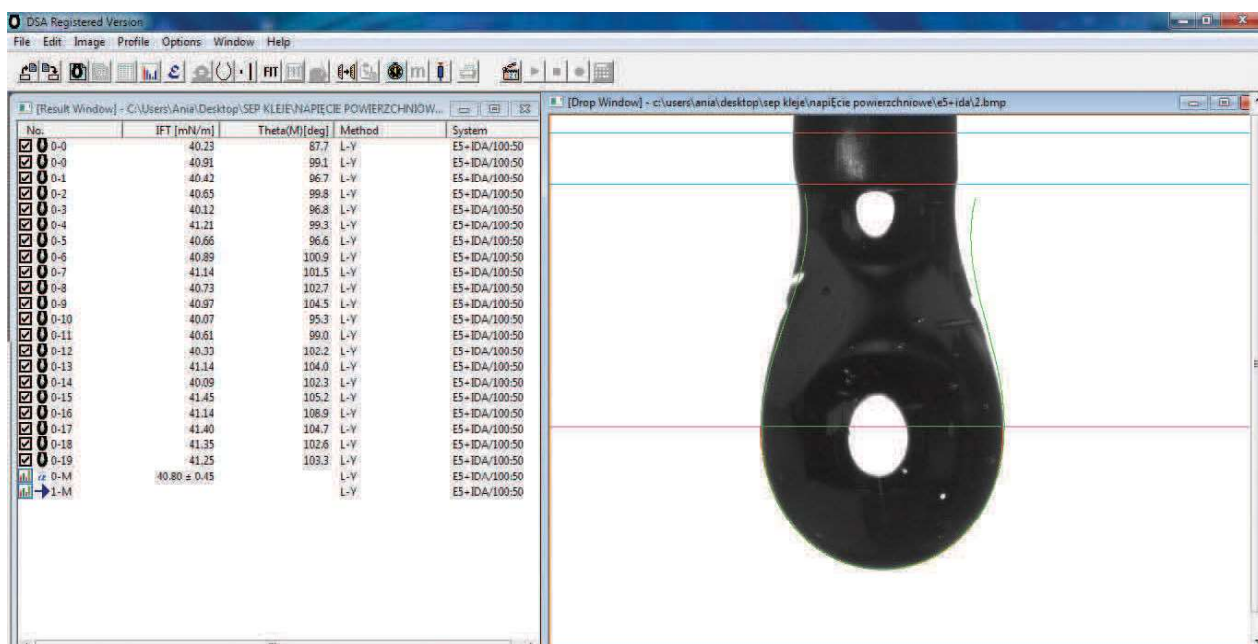 DSA Registered Version
File Edit Image Profile Options Window Help
FIT FIT m
[Result Window] - C:\Users\Ania\Desktop\SEP KLEJE\NAPIĘCIE POWIERZCHNIOW...
[Drop Window] - c:\users\ania\desktop\sep kleje\napiĘcie powierzchniowe\e5+ida\2.bmp
No. IFT [mN/m] Theta(M)[deg] Method System
0-0 40.23 87.7 L-Y E5+IDA/100:50
0-0 40.91 99.1 L-Y E5+IDA/100:50
0-1 40.42 96.7 L-Y E5+IDA/100:50
0-2 40.65 99.8 L-Y E5+IDA/100:50
0-3 40.12 96.8 L-Y E5+IDA/100:50
0-4 41.21 99.3 L-Y E5+IDA/100:50
0-5 40.66 96.6 L-Y E5+IDA/100:50
0-6 40.89 100.9 L-Y E5+IDA/100:50
0-7 41.14 101.5 L-Y E5+IDA/100:50
0-8 40.73 102.7 L-Y E5+IDA/100:50
0-9 40.97 104.5 L-Y E5+IDA/100:50
0-10 40.07 95.3 L-Y E5+IDA/100:50
0-11 40.61 99.0 L-Y E5+IDA/100:50
0-12 40.33 102.2 L-Y E5+IDA/100:50
0-13 41.14 104.0 L-Y E5+IDA/100:50
0-14 40.09 102.3 L-Y E5+IDA/100:50
0-15 41.45 105.2 L-Y E5+IDA/100:50
0-16 41.14 108.9 L-Y E5+IDA/100:50
0-17 41.40 104.7 L-Y E5+IDA/100:50
0-18 41.35 102.6 L-Y E5+IDA/100:50
0-19 41.25 103.3 L-Y E5+IDA/100:50
0-M 40.80 ± 0.45 L-Y E5+IDA/100:50
1-M L-Y E5+IDA/100:50